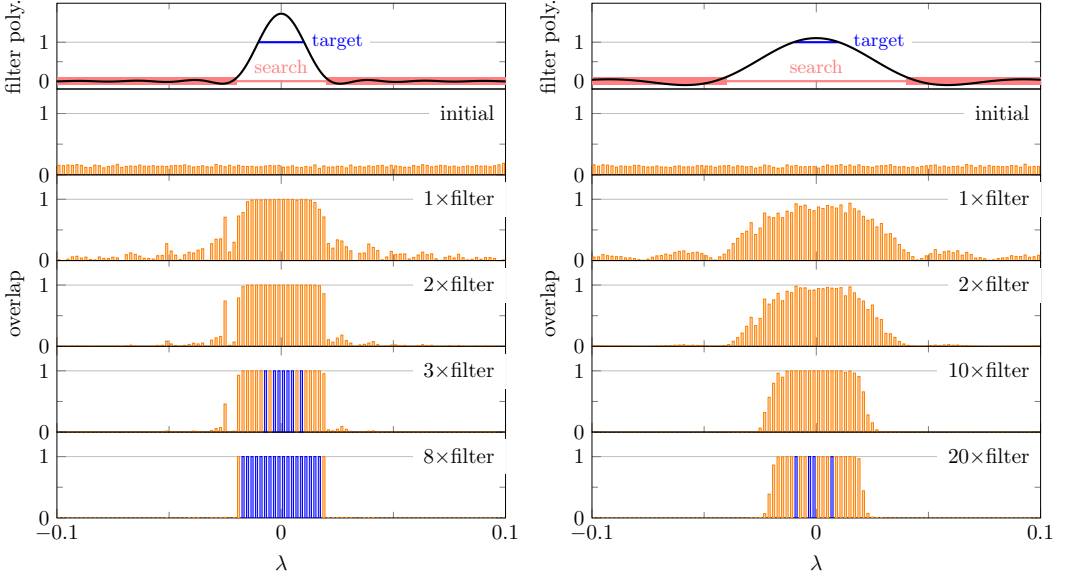 filter poly.
1
0
target
search
initial
1
0
1×filter
1
0
2×filter
1
0
overlap
3×filter
1
0
8×filter
1
0
−0.1 0 0.1
λ
filter poly.
1
0
target
search
initial
1
0
1×filter
1
0
2×filter
1
0
overlap
10×filter
1
0
20×filter
1
0
−0.1 0 0.1
λ